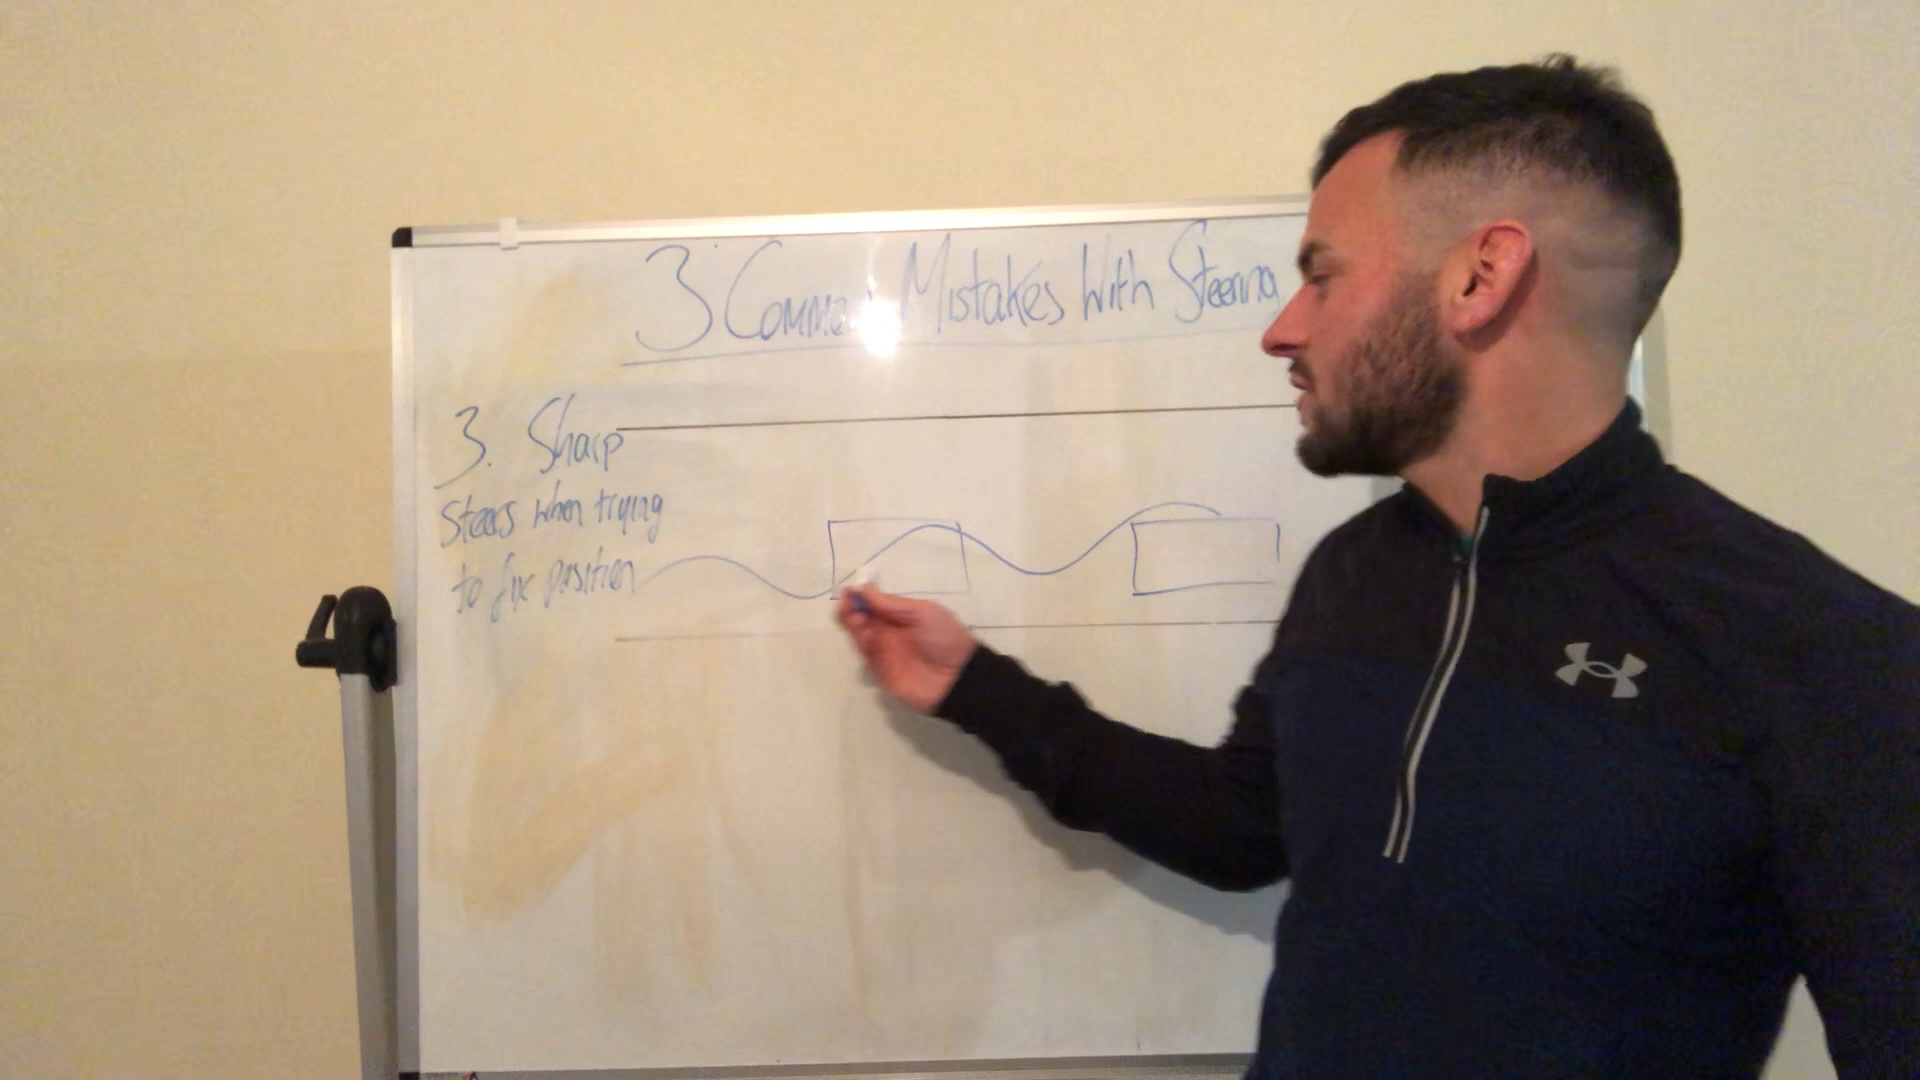 3 Common Mistakes With Steering
3. Sharp
Steers when trying
to fix position